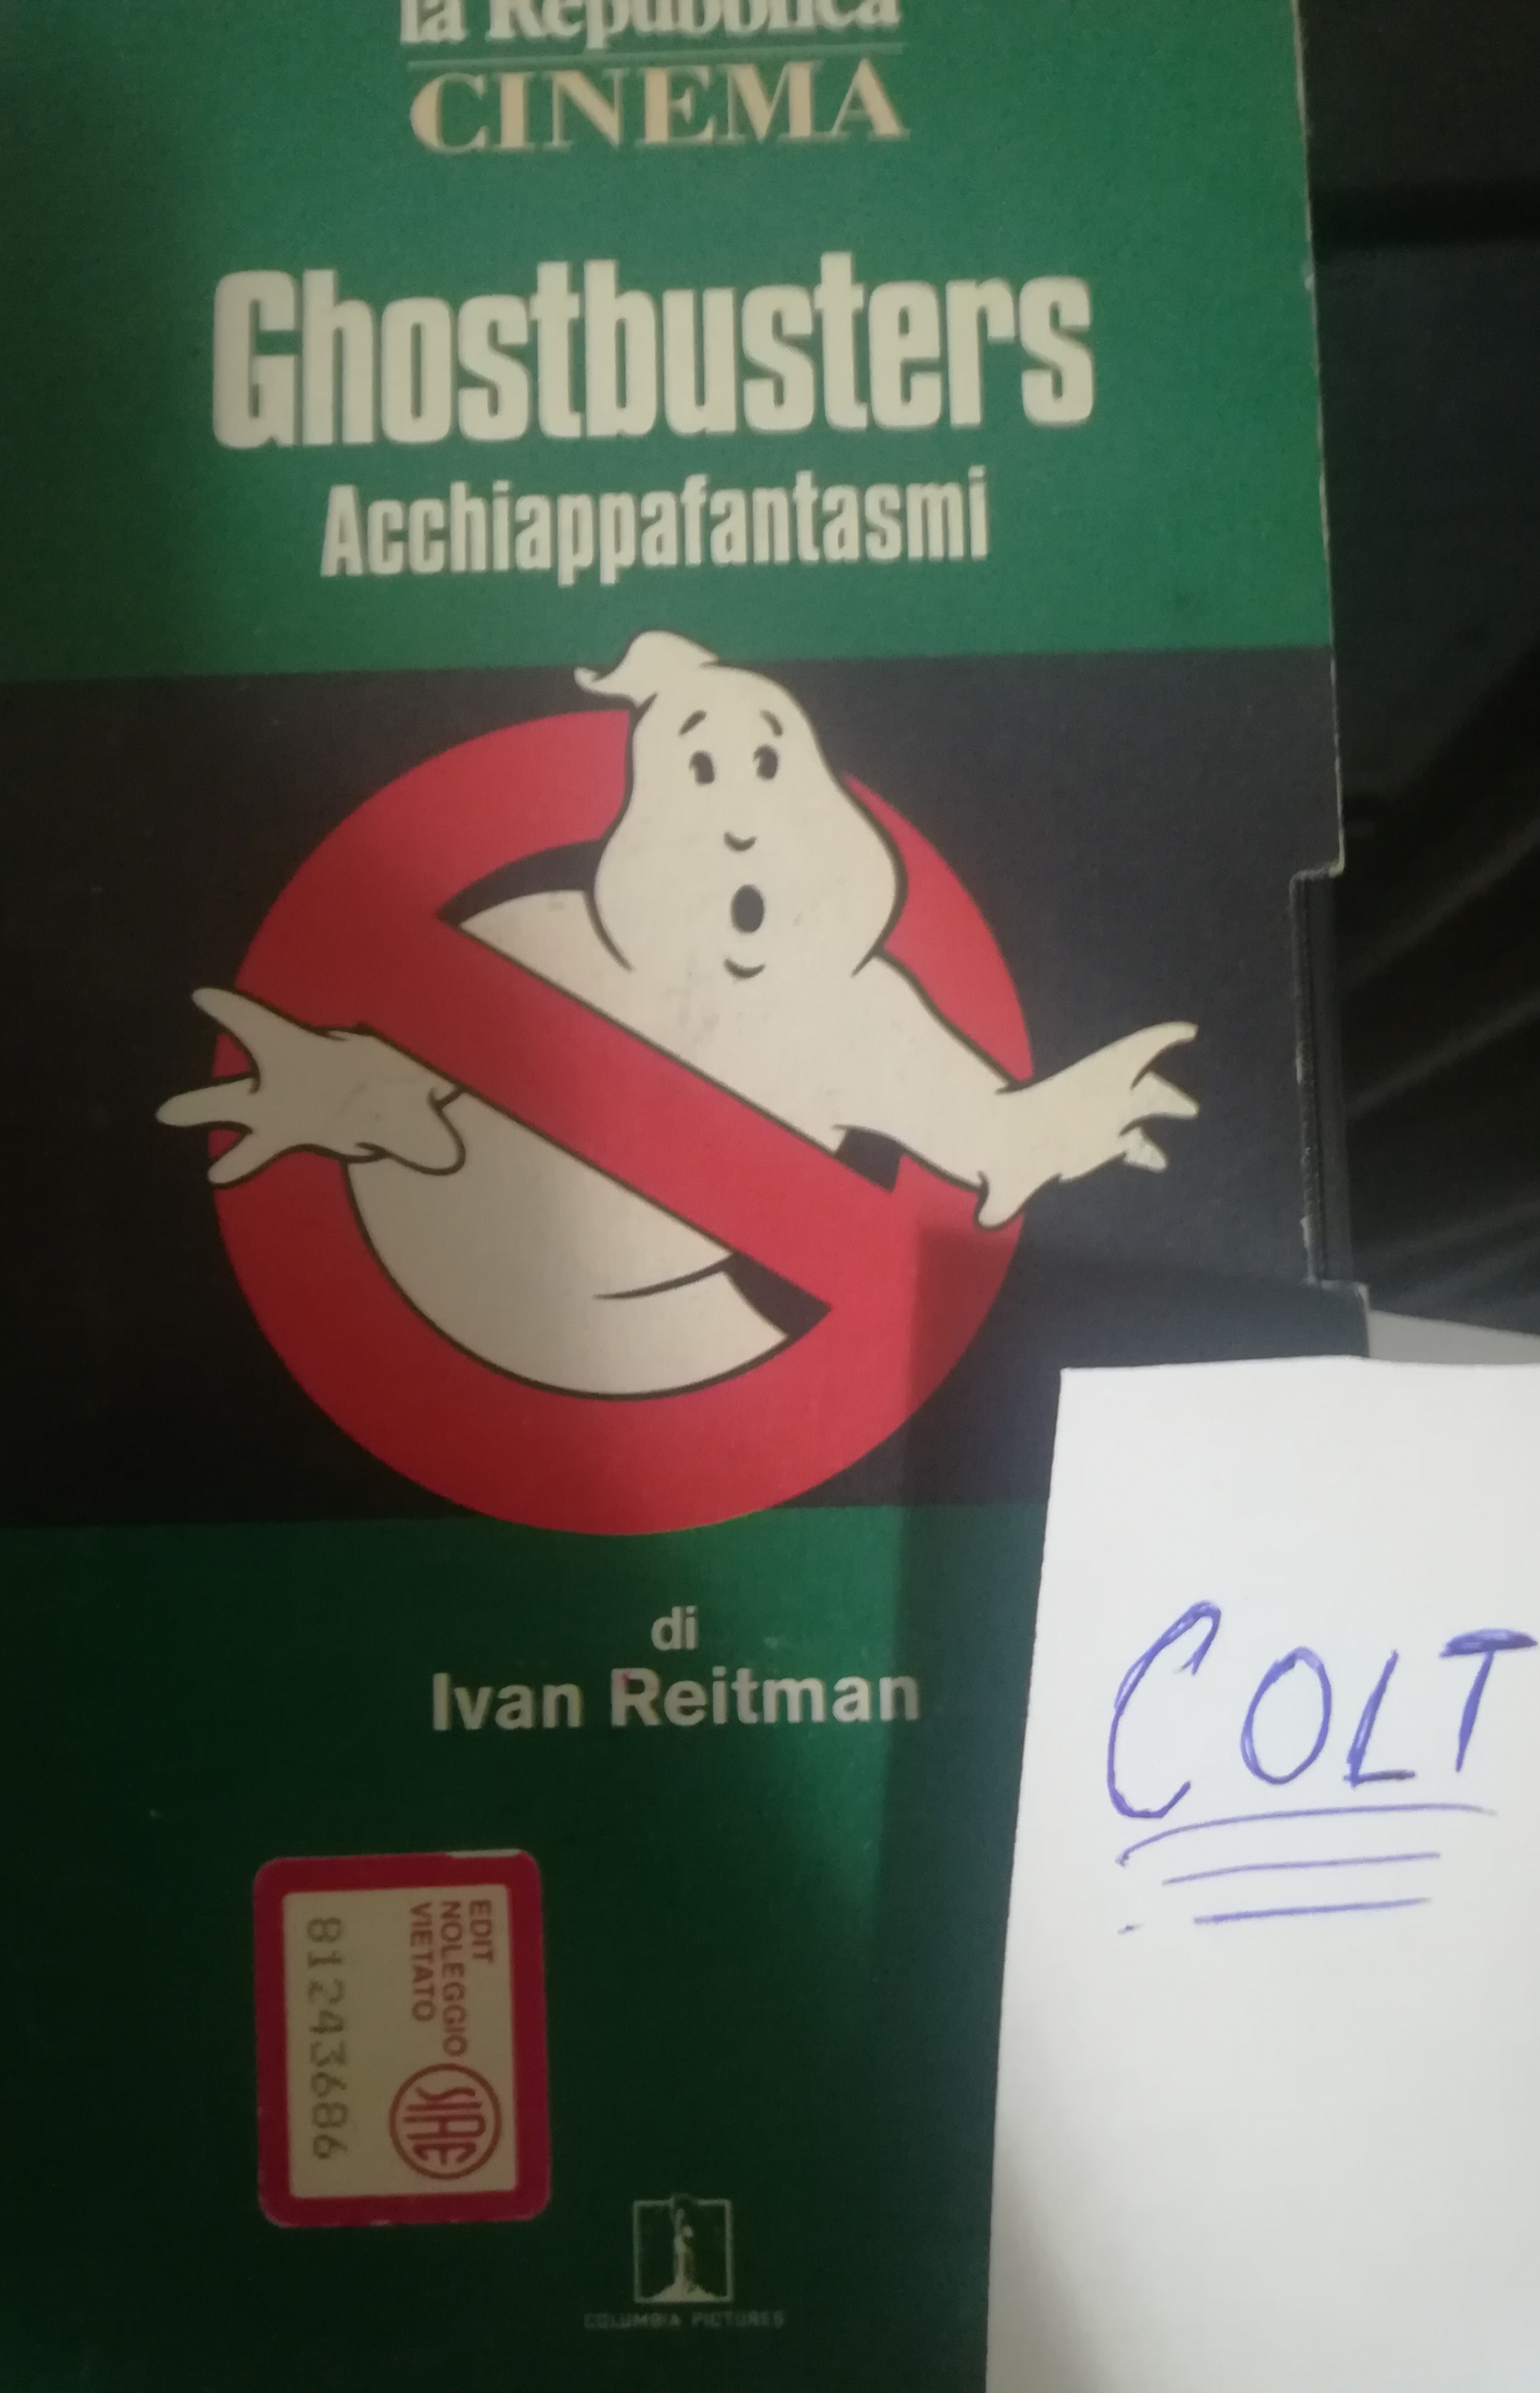 la Repubblica
CINEMA
Ghostbusters
Acchiappafantasmi
di
Ivan Reitman
COLT
EDIT
NOLEGGIO
VIETATO
SIAE
81243686
COLUMBIA PICTURES